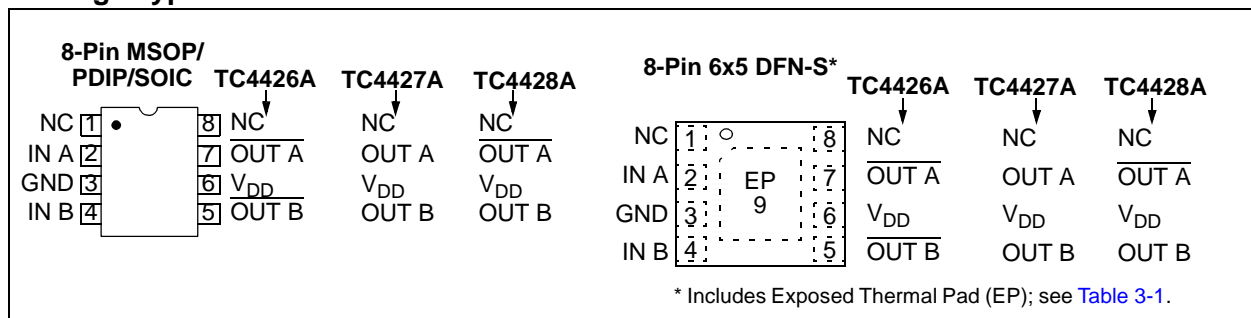 8-Pin MSOP/
PDIP/SOIC TC4426A TC4427A TC4428A
NC 1 8 NC NC NC
IN A 2 7 OUT A OUT A OUT A
GND 3 6 VDD VDD VDD
IN B 4 5 OUT B OUT B OUT B
8-Pin 6x5 DFN-S*
TC4426A TC4427A TC4428A
NC 1 8 NC NC NC
IN A 2 EP 7 OUT A OUT A OUT A
GND 3 9 6 VDD VDD VDD
IN B 4 5 OUT B OUT B OUT B
* Includes Exposed Thermal Pad (EP); see Table 3-1.